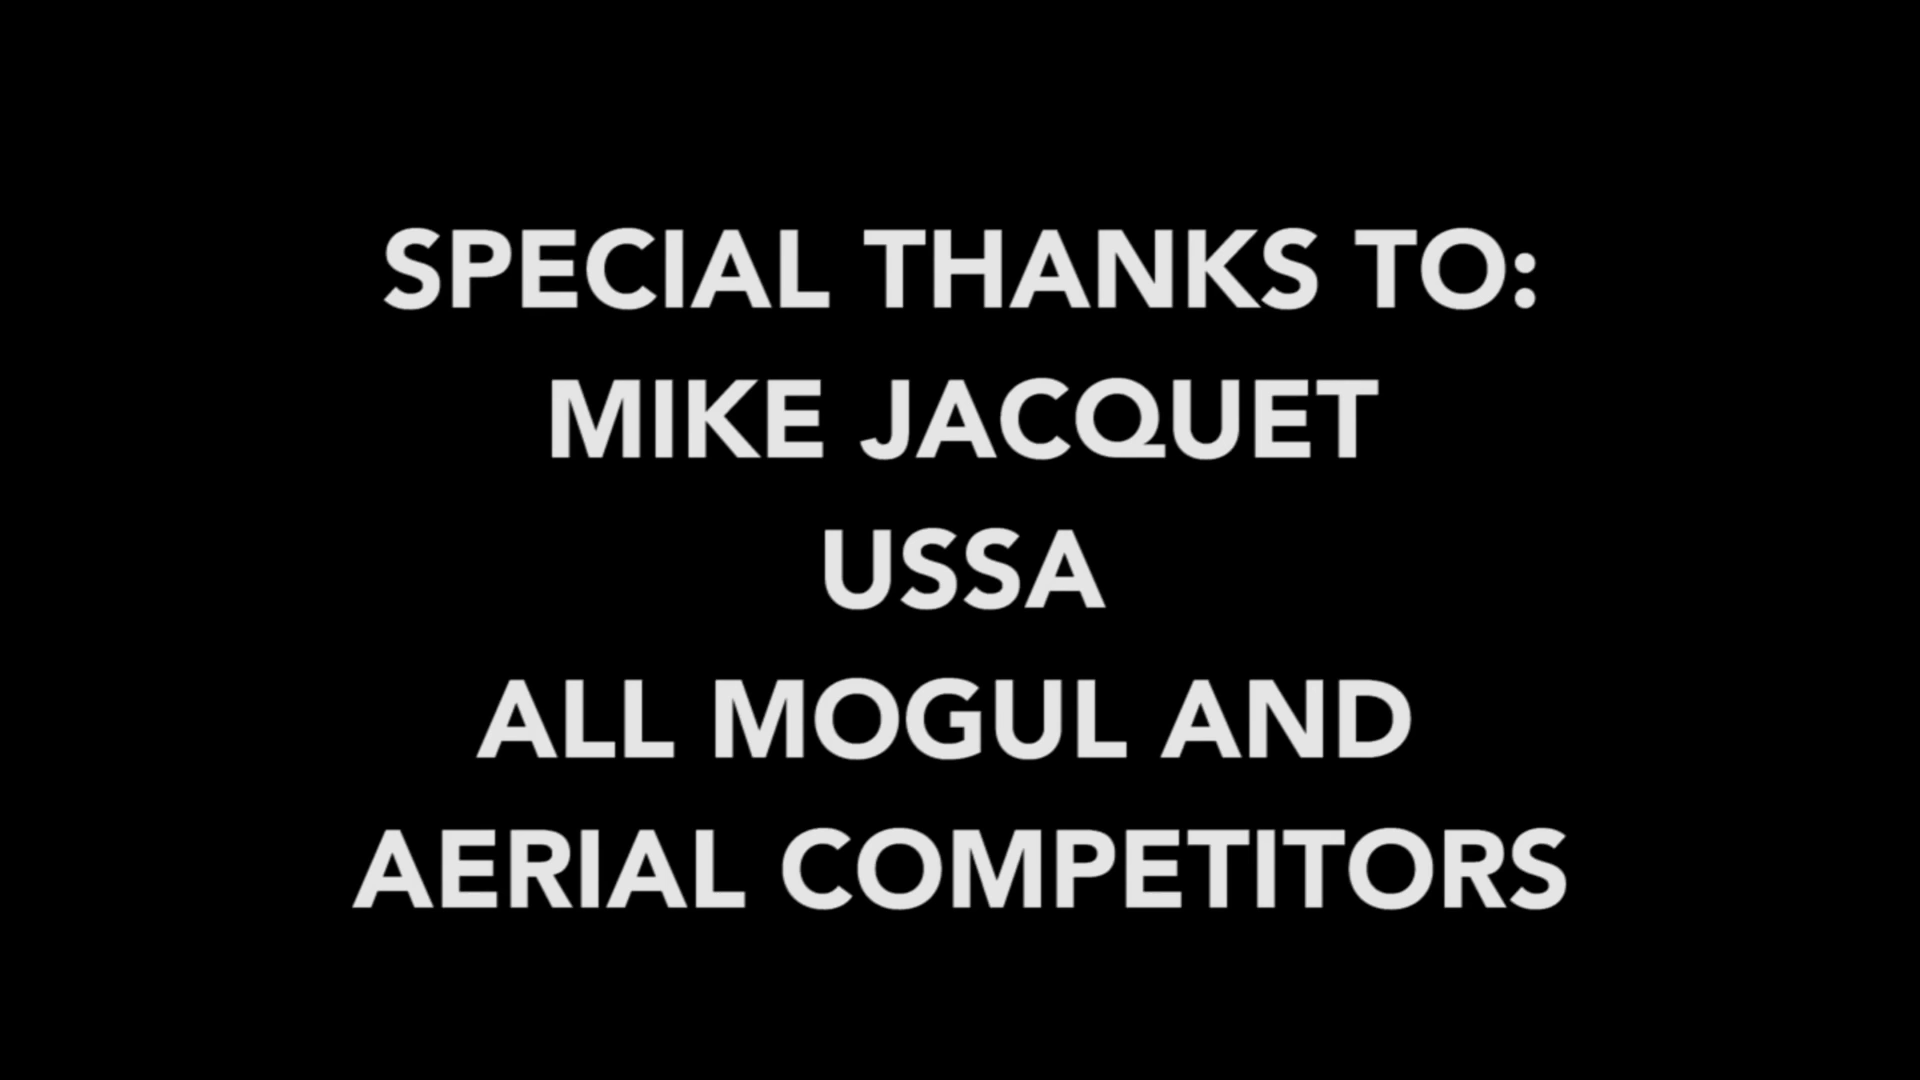 SPECIAL THANKS TO:
MIKE JACQUET
USSA
ALL MOGUL AND
AERIAL COMPETITORS